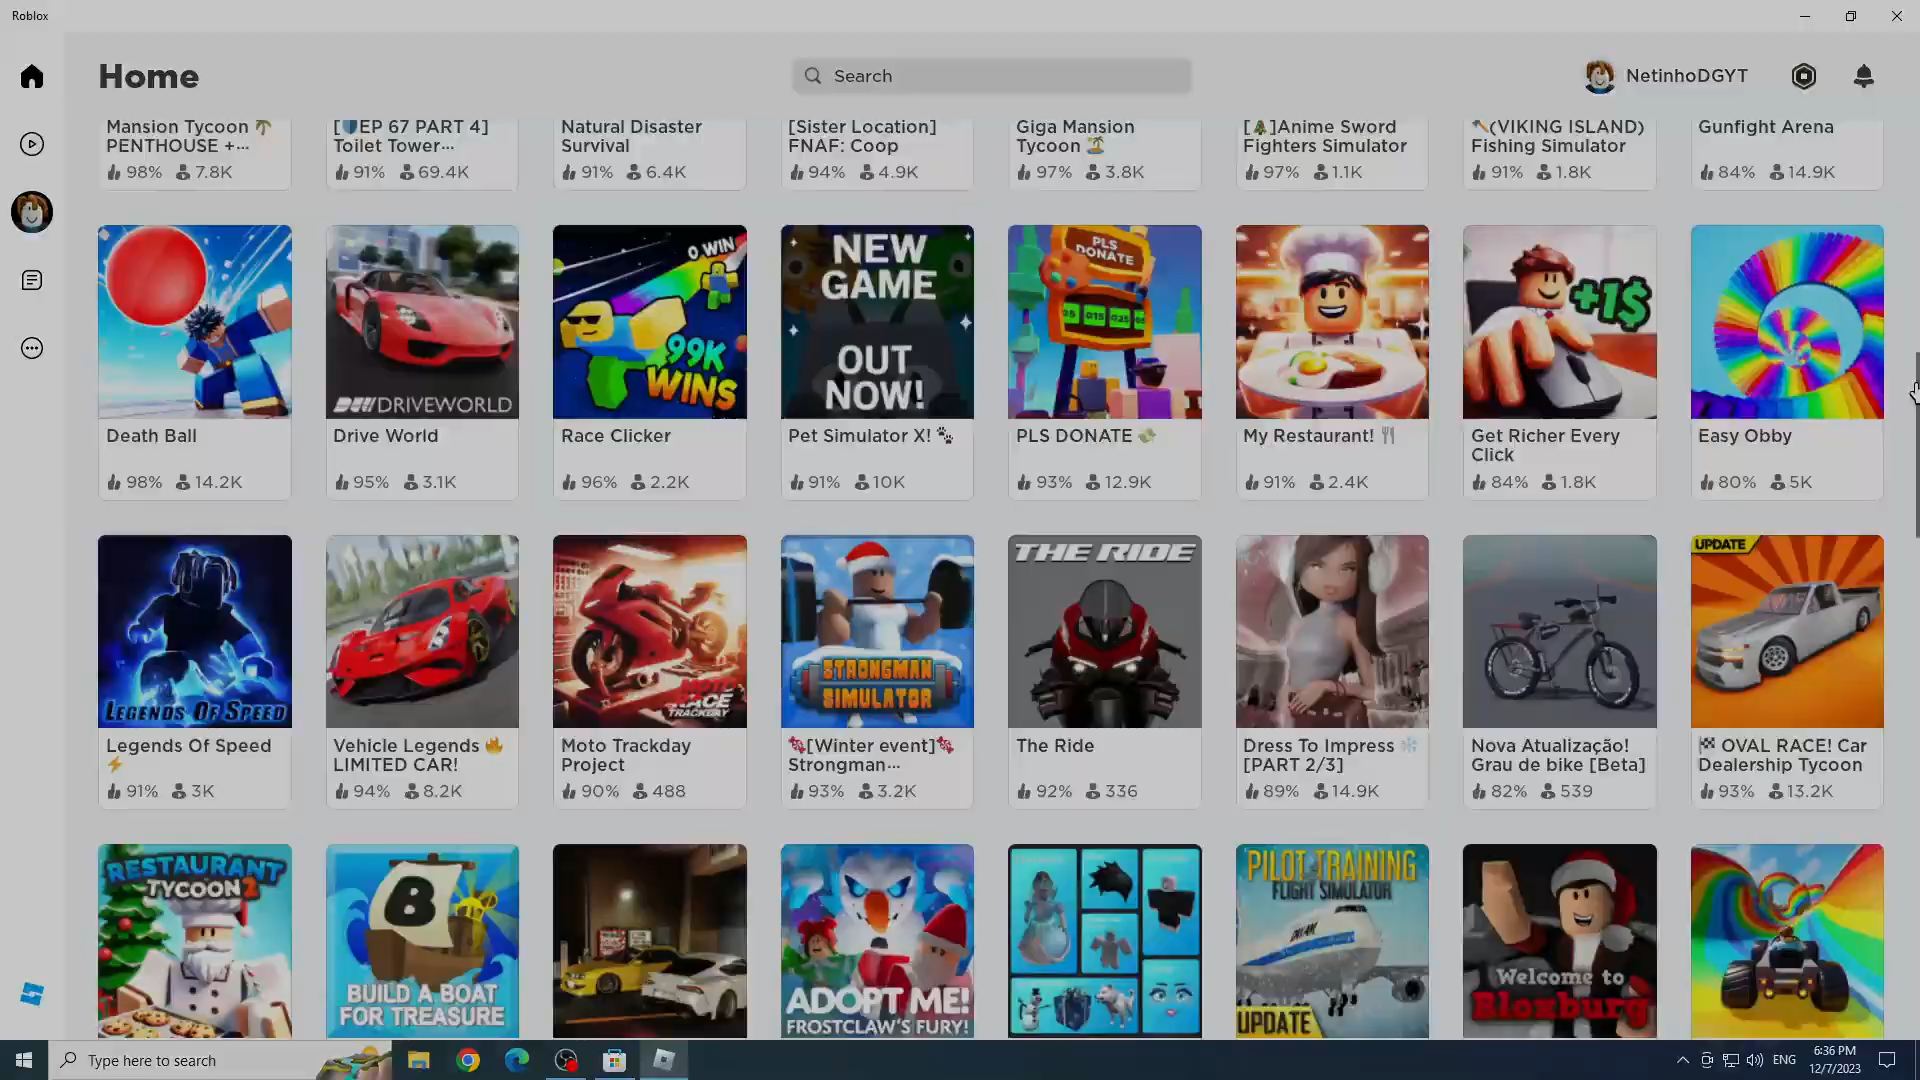 Roblox
Home
Search
NetinhoDGYT
Mansion Tycoon 🌴
PENTHOUSE +...
98% 7.8K
[🛡️EP 67 PART 4]
Toilet Tower...
91% 69.4K
Natural Disaster
Survival
91% 6.4K
[Sister Location]
FNAF: Coop
94% 4.9K
Giga Mansion
Tycoon 🏝️
97% 3.8K
[🎄]Anime Sword
Fighters Simulator
97% 1.1K
🪓(VIKING ISLAND)
Fishing Simulator
91% 1.8K
Gunfight Arena
84% 14.9K
Death Ball
98% 14.2K
DRIVEWORLD
Drive World
95% 3.1K
0 WIN
99K
WINS
Race Clicker
96% 2.2K
NEW
GAME
OUT
NOW!
Pet Simulator X! 🐾
91% 10K
PLS
DONATE
PLS DONATE 💸
93% 12.9K
My Restaurant! 🍴
91% 2.4K
+1$
Get Richer Every
Click
84% 1.8K
Easy Obby
80% 5K
LEGENDS OF SPEED
Legends Of Speed
⚡
91% 3K
Vehicle Legends 🔥
LIMITED CAR!
94% 8.2K
MOTO
RACE
TRACKDAY
Moto Trackday
Project
90% 488
STRONGMAN
SIMULATOR
🍬[Winter event]🍬
Strongman...
93% 3.2K
THE RIDE
The Ride
92% 336
Dress To Impress ❄️
[PART 2/3]
89% 14.9K
Nova Atualização!
Grau de bike [Beta]
82% 539
UPDATE
🏁 OVAL RACE! Car
Dealership Tycoon
93% 13.2K
RESTAURANT
TYCOON 2
B
BUILD A BOAT
FOR TREASURE
ADOPT ME!
FROSTCLAW'S FURY!
PILOT TRAINING
FLIGHT SIMULATOR
UPDATE
Welcome to
Bloxburg
Type here to search
ENG
6:36 PM
12/7/2023